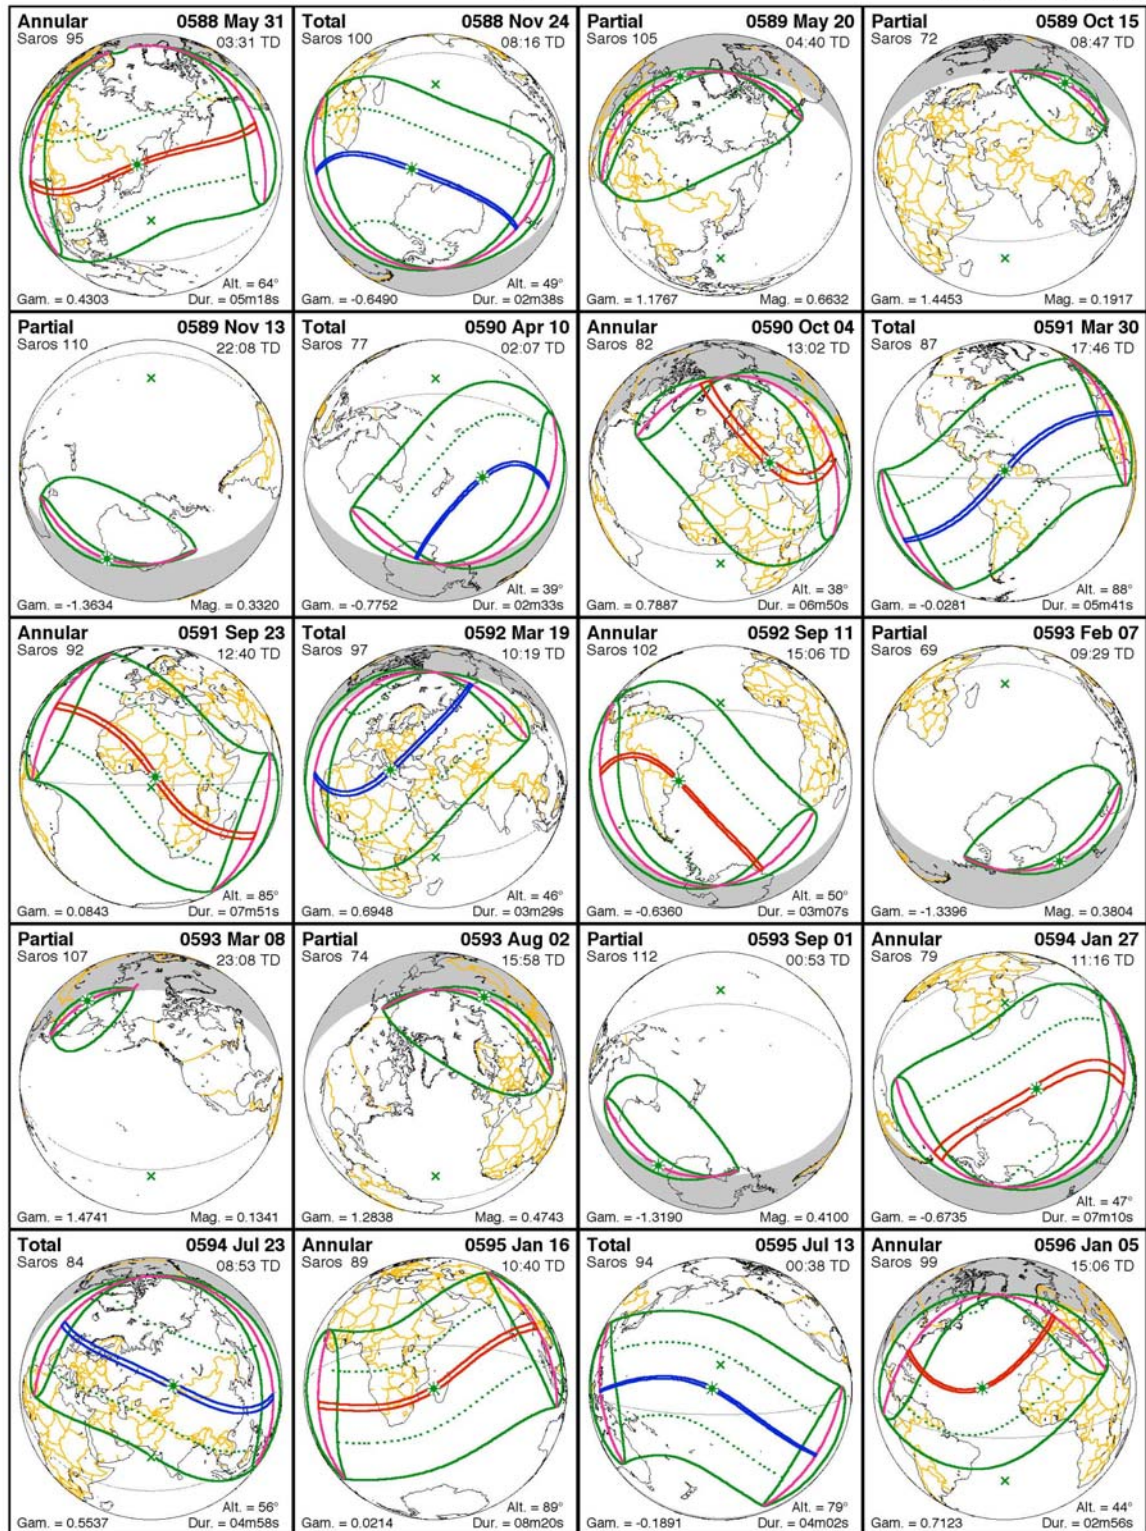 Annular 0588 May 31
Saros 95 03:31 TD
Alt. = 64°
Gam. = 0.4303 Dur. = 05m18s
Total 0588 Nov 24
Saros 100 08:16 TD
Alt. = 49°
Gam. = -0.6490 Dur. = 02m38s
Partial 0589 May 20
Saros 105 04:40 TD
Gam. = 1.1767 Mag. = 0.6632
Partial 0589 Oct 15
Saros 72 08:47 TD
Gam. = 1.4453 Mag. = 0.1917
Partial 0589 Nov 13
Saros 110 22:08 TD
Gam. = -1.3634 Mag. = 0.3320
Total 0590 Apr 10
Saros 77 02:07 TD
Alt. = 39°
Gam. = -0.7752 Dur. = 02m33s
Annular 0590 Oct 04
Saros 82 13:02 TD
Alt. = 38°
Gam. = 0.7887 Dur. = 06m50s
Total 0591 Mar 30
Saros 87 17:46 TD
Alt. = 88°
Gam. = -0.0281 Dur. = 05m41s
Annular 0591 Sep 23
Saros 92 12:40 TD
Alt. = 85°
Gam. = 0.0843 Dur. = 07m51s
Total 0592 Mar 19
Saros 97 10:19 TD
Alt. = 46°
Gam. = 0.6948 Dur. = 03m29s
Annular 0592 Sep 11
Saros 102 15:06 TD
Alt. = 50°
Gam. = -0.6360 Dur. = 03m07s
Partial 0593 Feb 07
Saros 69 09:29 TD
Gam. = -1.3396 Mag. = 0.3804
Partial 0593 Mar 08
Saros 107 23:08 TD
Gam. = 1.4741 Mag. = 0.1341
Partial 0593 Aug 02
Saros 74 15:58 TD
Gam. = 1.2838 Mag. = 0.4743
Partial 0593 Sep 01
Saros 112 00:53 TD
Gam. = -1.3190 Mag. = 0.4100
Annular 0594 Jan 27
Saros 79 11:16 TD
Alt. = 47°
Gam. = -0.6735 Dur. = 07m10s
Total 0594 Jul 23
Saros 84 08:53 TD
Alt. = 56°
Gam. = 0.5537 Dur. = 04m58s
Annular 0595 Jan 16
Saros 89 10:40 TD
Alt. = 89°
Gam. = 0.0214 Dur. = 08m20s
Total 0595 Jul 13
Saros 94 00:38 TD
Alt. = 79°
Gam. = -0.1891 Dur. = 04m02s
Annular 0596 Jan 05
Saros 99 15:06 TD
Alt. = 44°
Gam. = 0.7123 Dur. = 02m56s